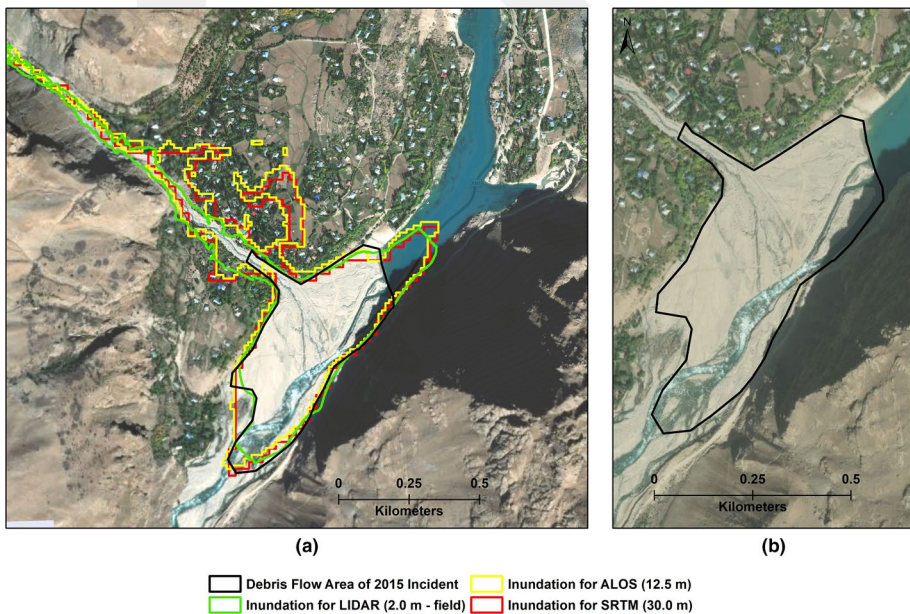 N
0 0.25 0.5
Kilometers
0 0.25 0.5
Kilometers
(a)
(b)
Debris Flow Area of 2015 Incident
Inundation for ALOS (12.5 m)
Inundation for LIDAR (2.0 m - field)
Inundation for SRTM (30.0 m)